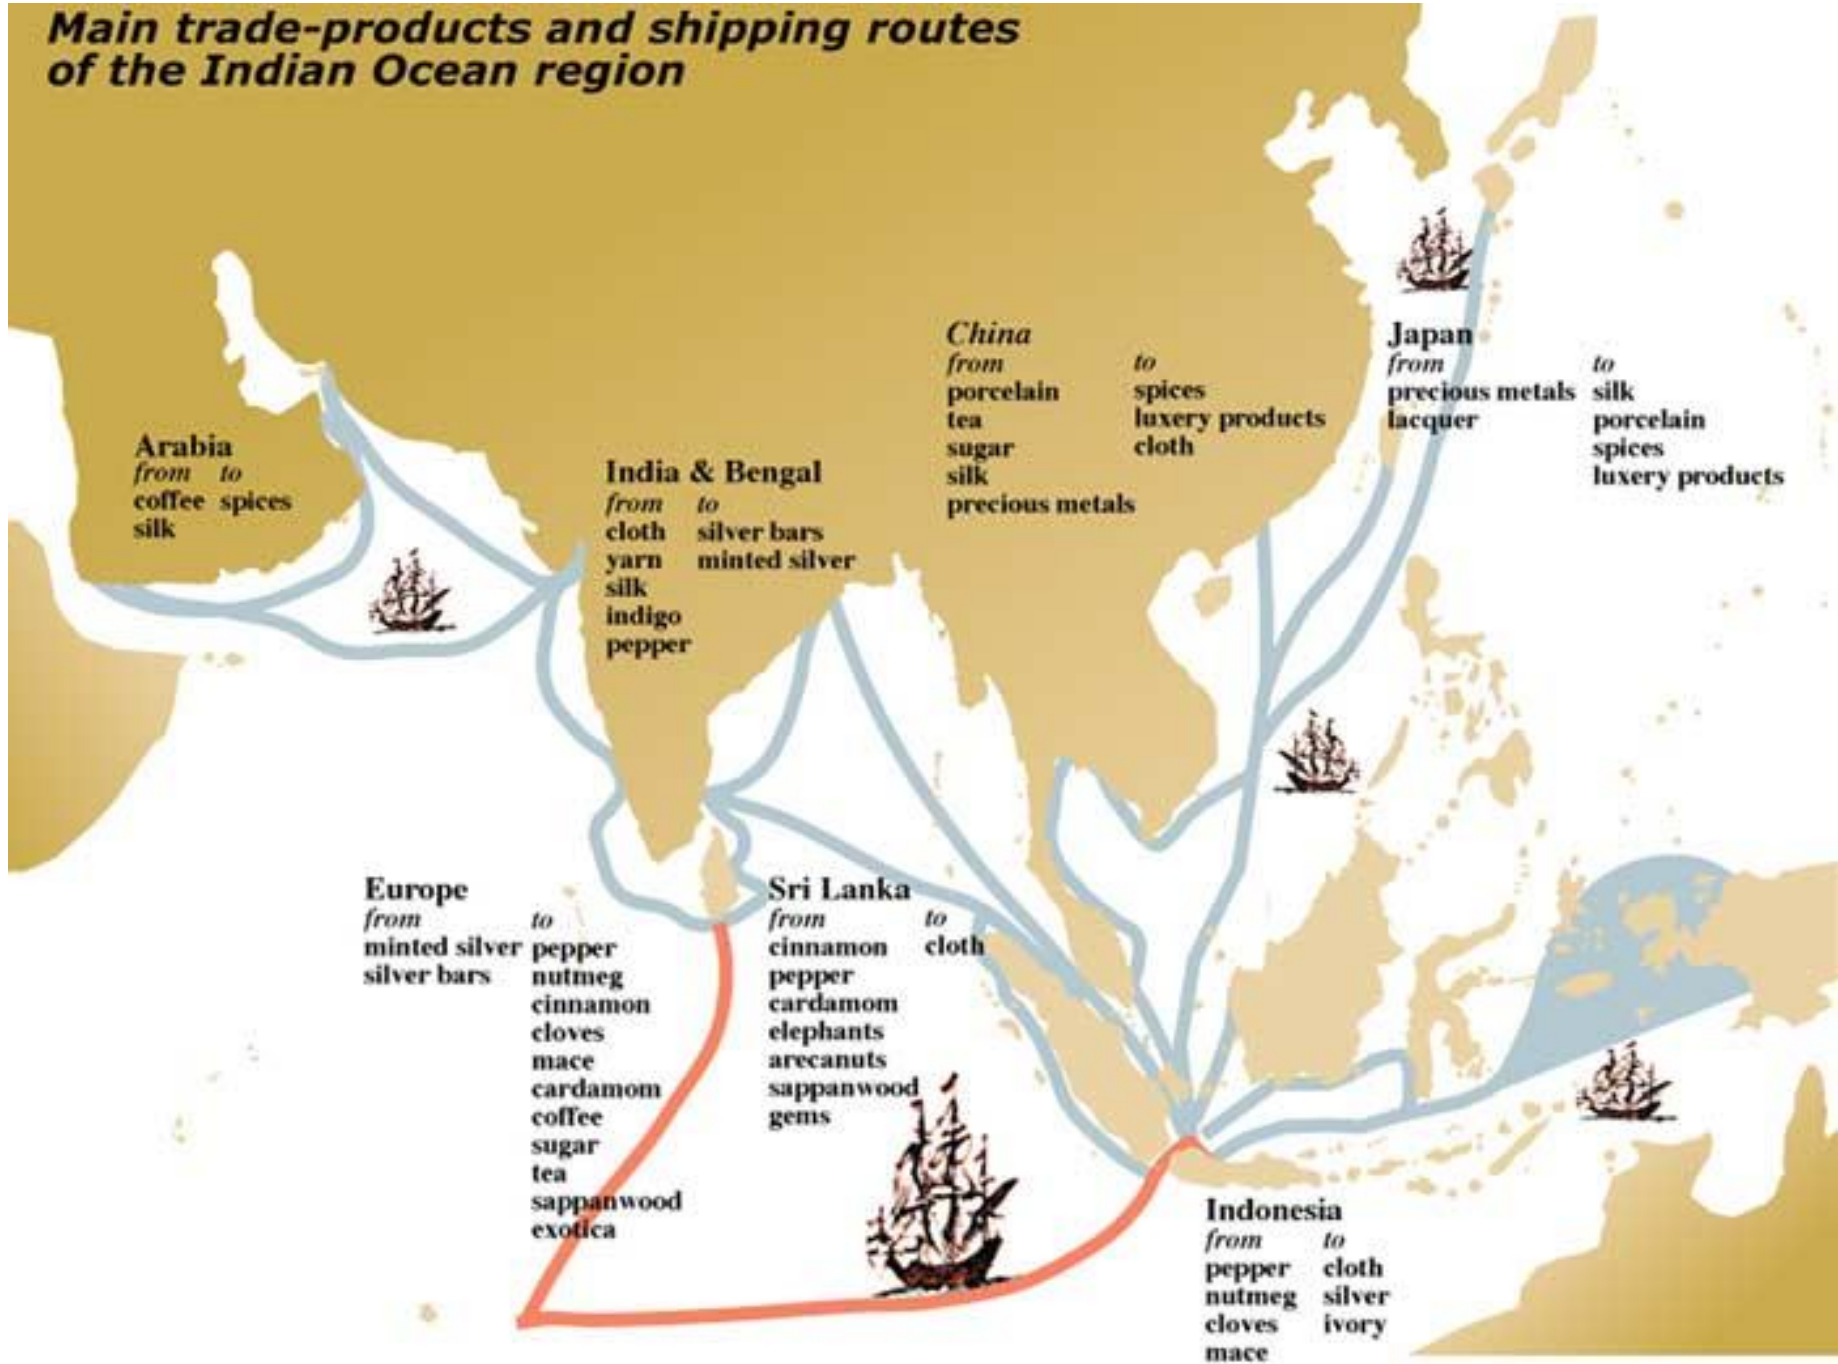 Main trade-products and shipping routes
of the Indian Ocean region
China
from to
porcelain spices
tea luxery products
sugar cloth
silk
precious metals
Japan
from to
precious metals silk
lacquer porcelain
spices
luxery products
Arabia
from to
coffee spices
silk
India & Bengal
from to
cloth silver bars
yarn minted silver
silk
indigo
pepper
Europe
from to
minted silver pepper
silver bars nutmeg
cinnamon
cloves
mace
cardamom
coffee
sugar
tea
sappanwood
exotica
Sri Lanka
from to
cinnamon cloth
pepper
cardamom
elephants
arecanuts
sappanwood
gems
Indonesia
from to
pepper cloth
nutmeg silver
cloves ivory
mace